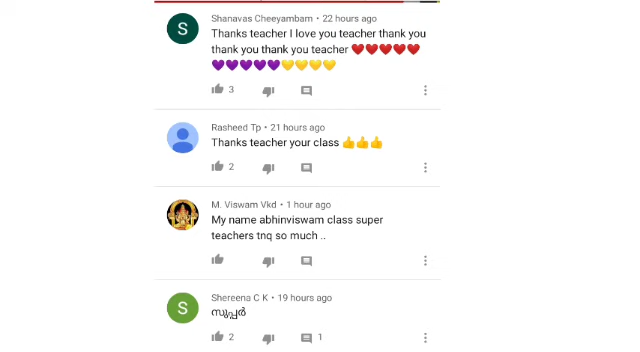 Shanavas Cheeyambam • 22 hours ago
Thanks teacher I love you teacher thank you
thank you thank you teacher ❤️❤️❤️❤️❤️
💜💜💜💜💜💛💛💛💛
3
Rasheed Tp • 21 hours ago
Thanks teacher your class 👍👍👍
2
M. Viswam Vkd • 1 hour ago
My name abhinviswam class super
teachers tnq so much ..
S
Shereena C K • 19 hours ago
സൂപ്പർ
2 1